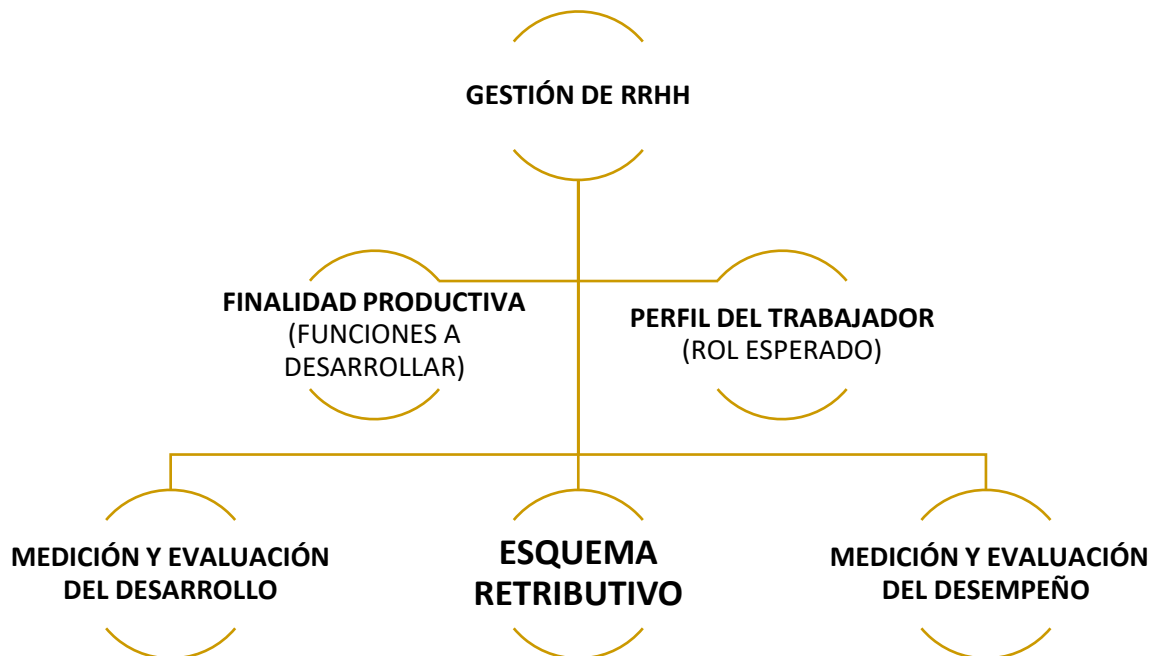 GESTIÓN DE RRHH
FINALIDAD PRODUCTIVA
(FUNCIONES A
DESARROLLAR)
PERFIL DEL TRABAJADOR
(ROL ESPERADO)
MEDICIÓN Y EVALUACIÓN
DEL DESARROLLO
ESQUEMA
RETRIBUTIVO
MEDICIÓN Y EVALUACIÓN
DEL DESEMPEÑO